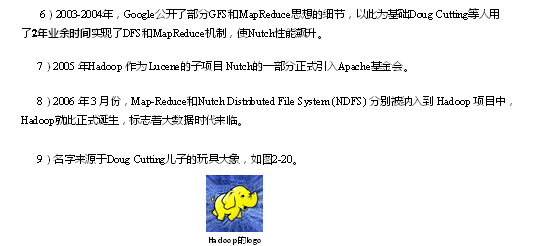 6）2003-2004年，Google公开了部分GFS和MapReduce思想的细节，以此为基础Doug Cutting等人用
了2年业余时间实现了DFS和MapReduce机制，使Nutch性能飙升。
7）2005 年Hadoop 作为 Lucene的子项目 Nutch的一部分正式引入Apache基金会。
8）2006 年 3 月份，Map-Reduce和Nutch Distributed File System (NDFS) 分别被纳入到 Hadoop 项目中，
Hadoop就此正式诞生，标志着大数据时代来临。
9）名字来源于Doug Cutting儿子的玩具大象，如图2-20。
Hadoop的logo